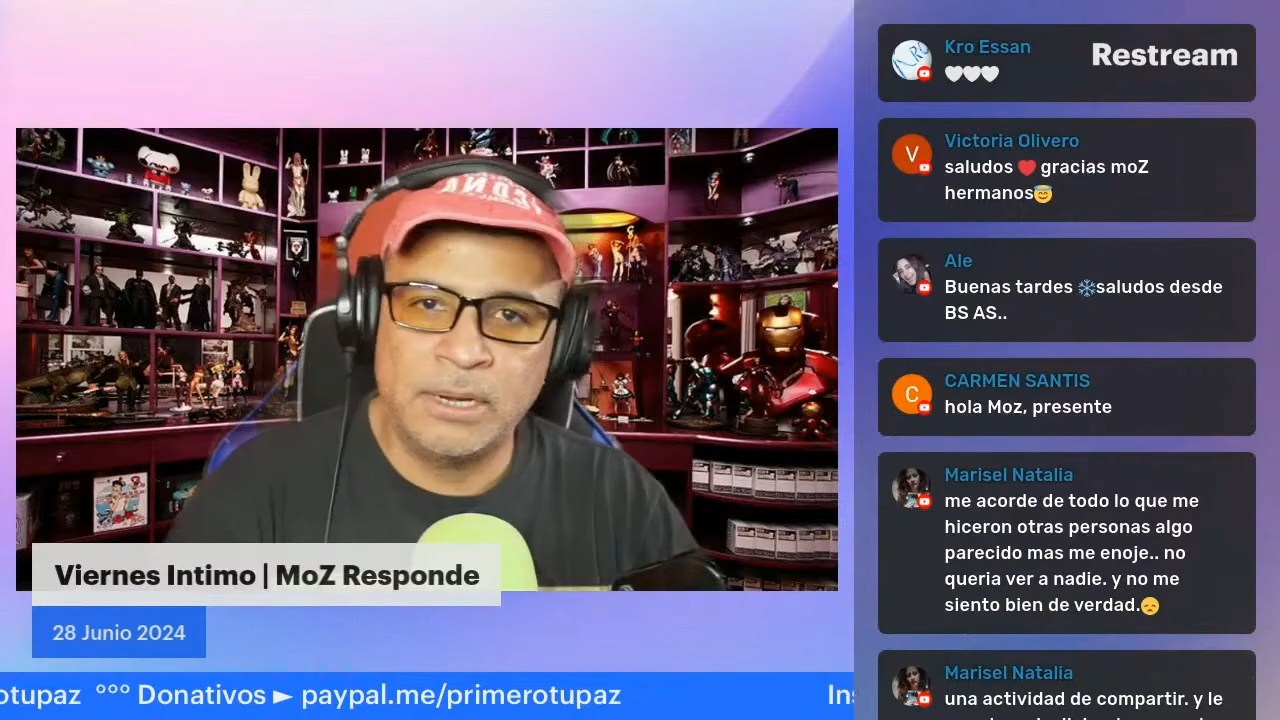 Kro Essan
Restream
🤍🤍🤍
V
Victoria Olivero
saludos ❤️ gracias moZ
hermanos😇
Ale
Buenas tardes ❄️saludos desde
BS AS..
C
CARMEN SANTIS
hola Moz, presente
Marisel Natalia
me acorde de todo lo que me
hiceron otras personas algo
parecido mas me enoje.. no
queria ver a nadie. y no me
siento bien de verdad.😞
Marisel Natalia
una actividad de compartir. y le
Viernes Intimo | MoZ Responde
28 Junio 2024
otupaz °°° Donativos ► paypal.me/primerotupaz